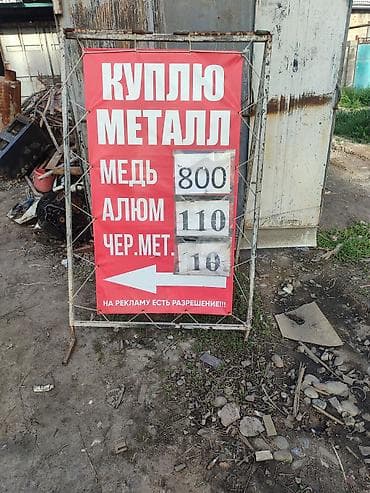 КУПЛЮ
МЕТАЛЛ
МЕДЬ 800
АЛЮМ 110
ЧЕР.МЕТ. 10
НА РЕКЛАМУ ЕСТЬ РАЗРЕШЕНИЕ!!!